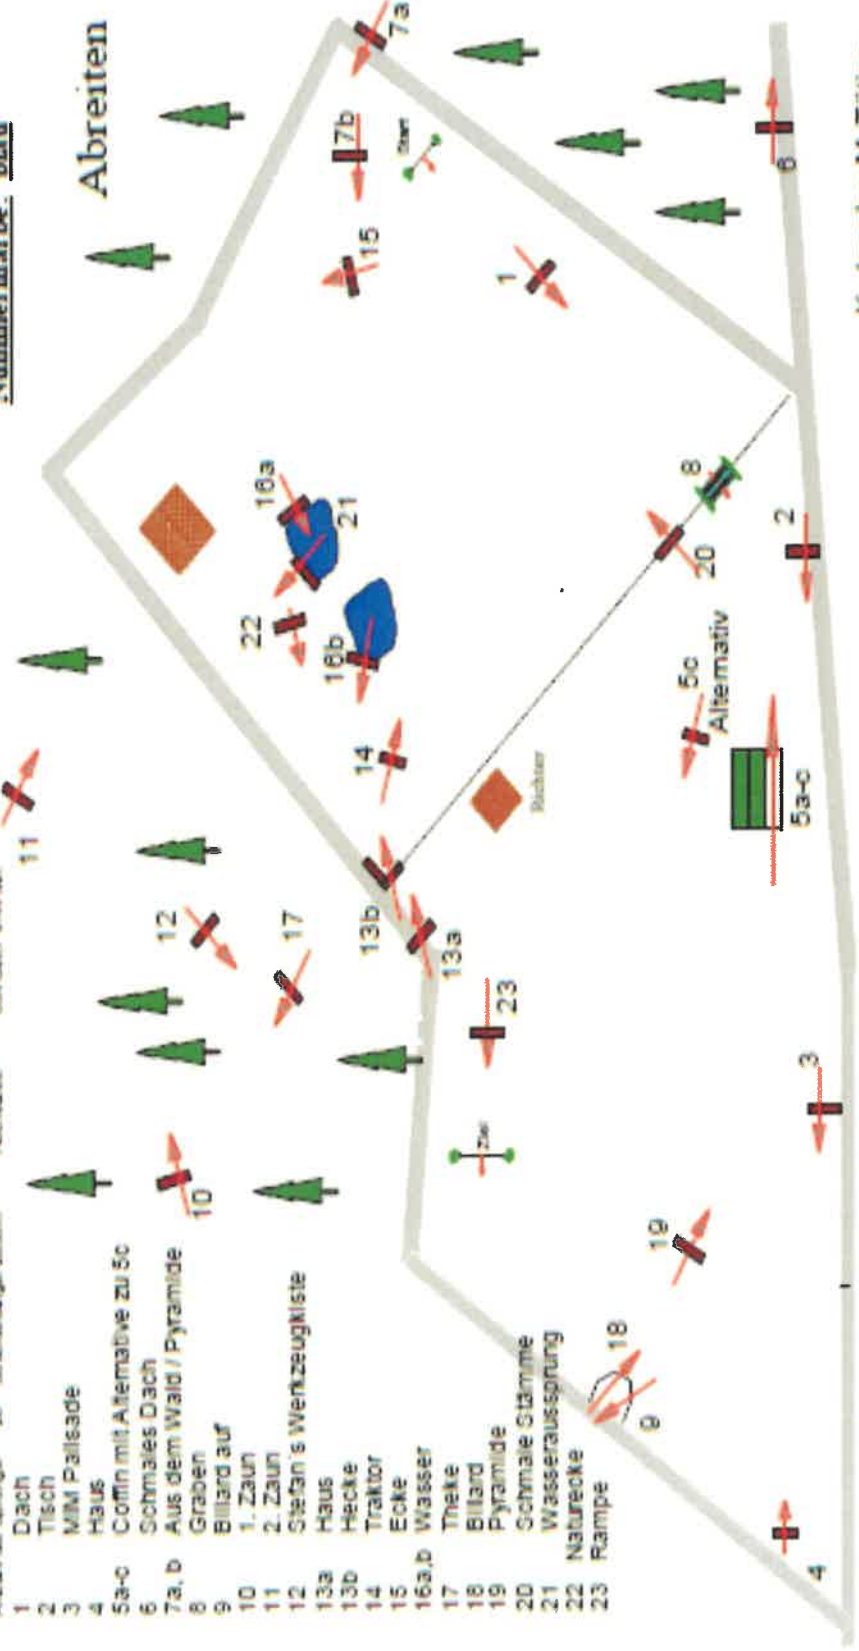 Abreiten
1 Dach
2 Tisch
3 MIM Palisade
4 Haus
5a-c Coffin mit Alternative zu 5c
6 Schmales Dach
7a, b Aus dem Wald / Pyramide
8 Graben
9 Billard auf
10 1. Zaun
11 2. Zaun
12 Stefan´s Werkzeugkiste
13a Haus
13b Hecke
14 Traktor
15 Ecke
16a,b Wasser
17 Theke
18 Billard
19 Pyramide
20 Schmale Stämme
21 Wasseraussprung
22 Naturecke
23 Rampe
7a
7b
Start
15
1
6
16a
21
22
16b
8
20
2
14
5c
Alternativ
Richter
5a-c
11
12
17
13b
13a
23
Ziel
3
10
19
18
9
4